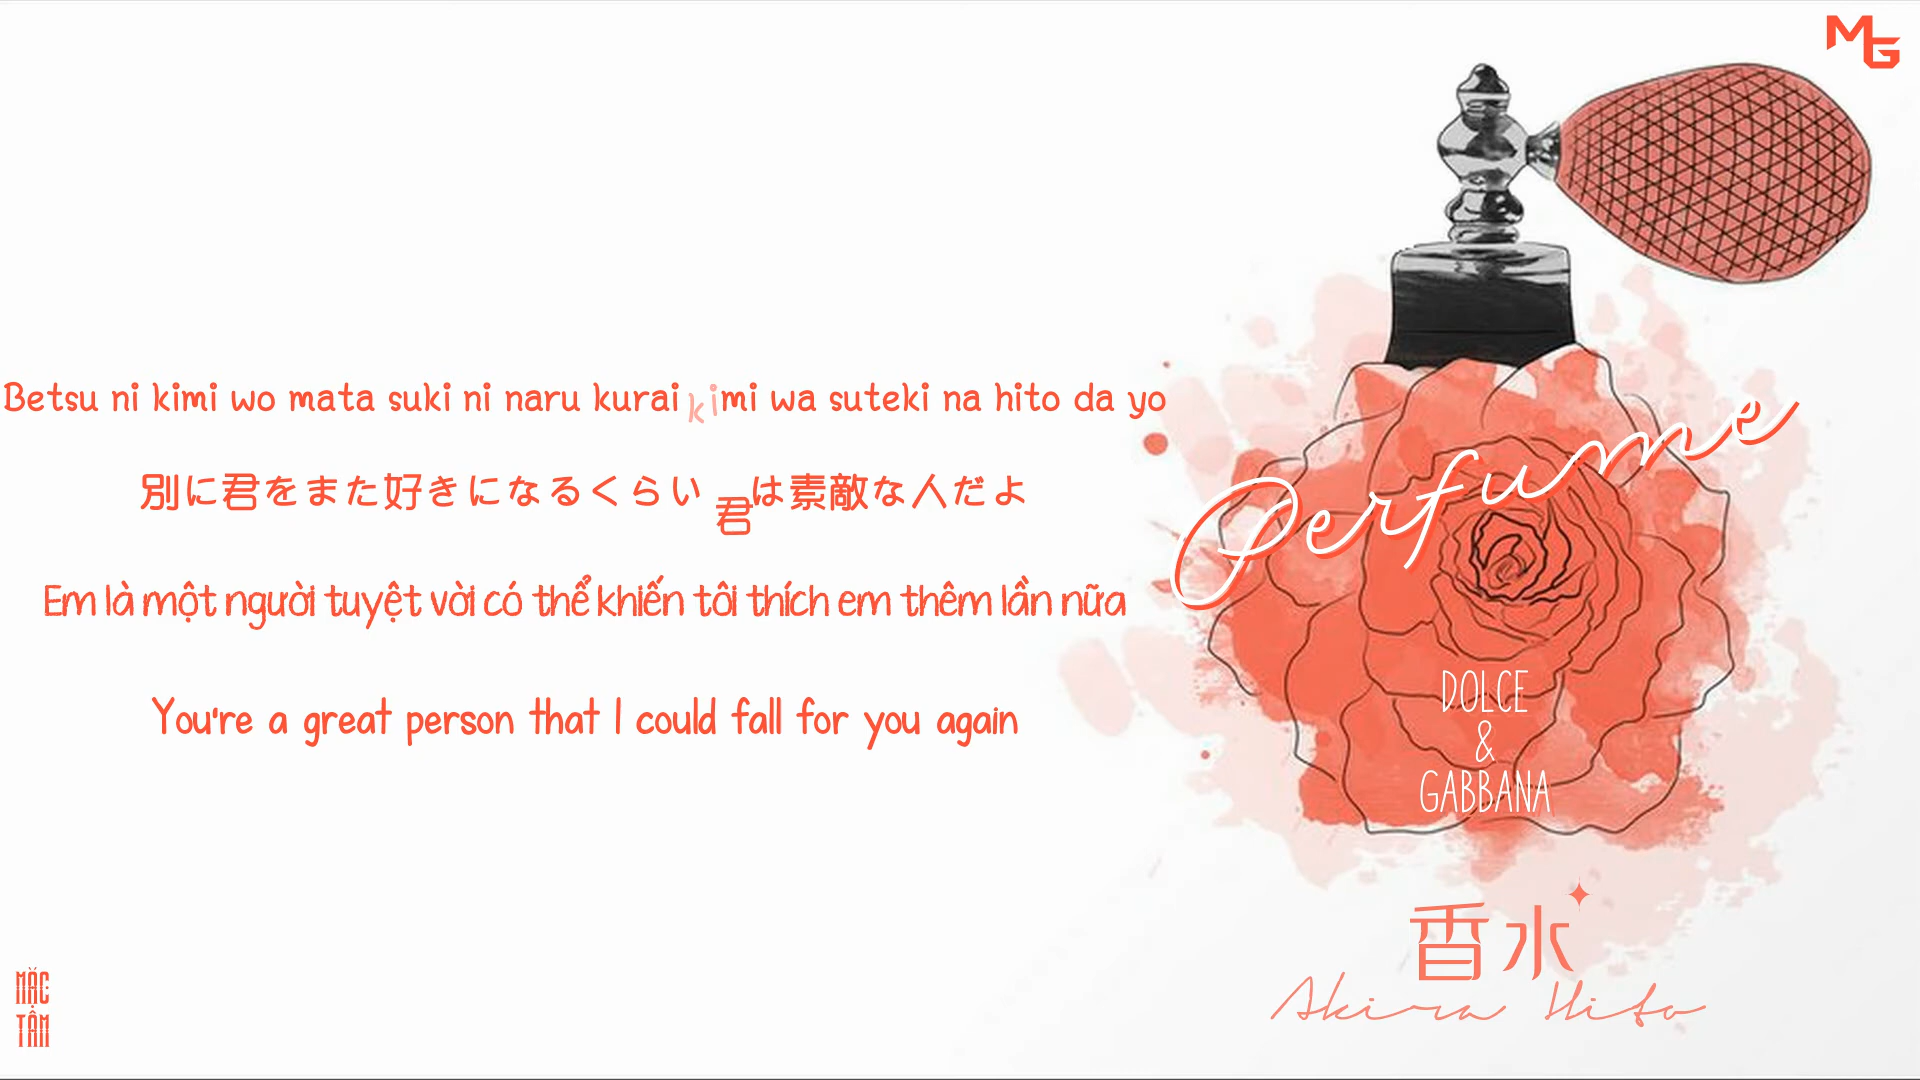 MG
Betsu ni kimi wo mata suki ni naru kurai kimi wa suteki na hito da yo
別に君をまた好きになるくらい 君は素敵な人だよ
Em là một người tuyệt vời có thể khiến tôi thích em thêm lần nữa
You're a great person that I could fall for you again
Perfume
DOLCE
&
GABBANA
香水
Akira Hito
MẶC
TÂM